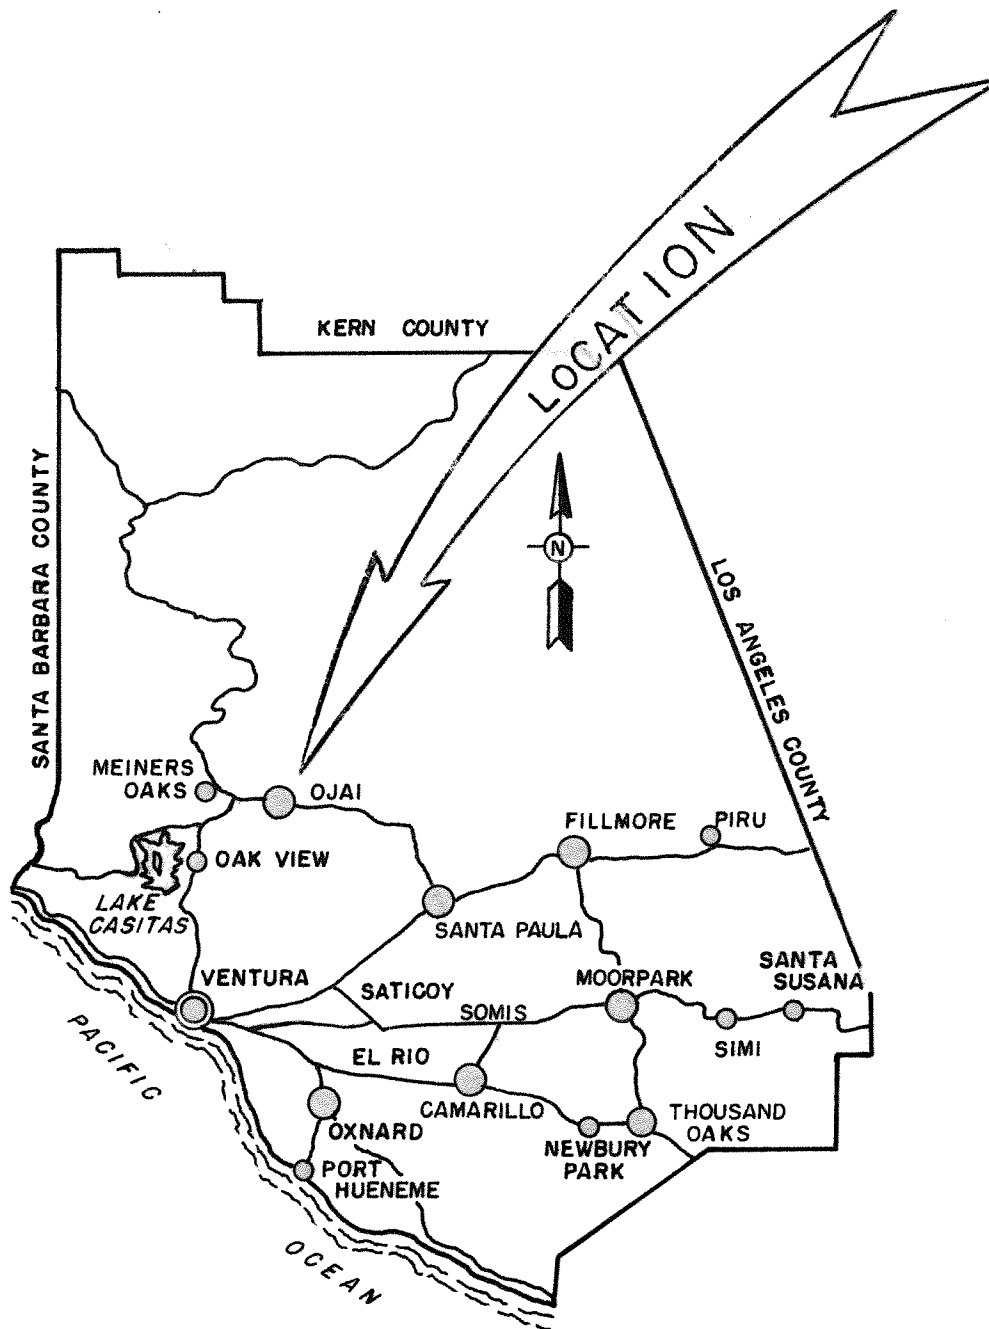 LOCATION
KERN COUNTY
SANTA BARBARA COUNTY
N
LOS ANGELES COUNTY
MEINERS
OAKS
OJAI
FILLMORE
PIRU
OAK VIEW
LAKE
CASITAS
SANTA PAULA
VENTURA
SATICOY
SOMIS
MOORPARK
SANTA
SUSANA
SIMI
EL RIO
CAMARILLO
OXNARD
NEWBURY
PARK
THOUSAND
OAKS
PORT
HUENEME
PACIFIC
OCEAN